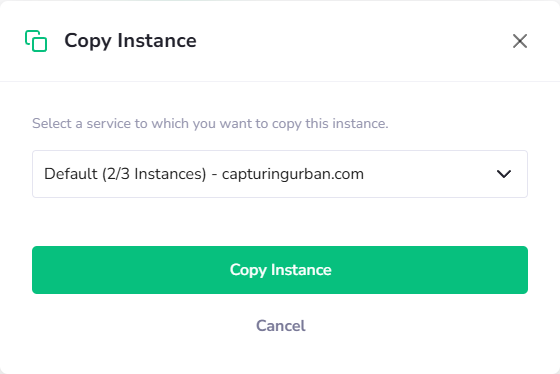 Copy Instance
Select a service to which you want to copy this instance.
Default (2/3 Instances) - capturingurban.com
Copy Instance
Cancel